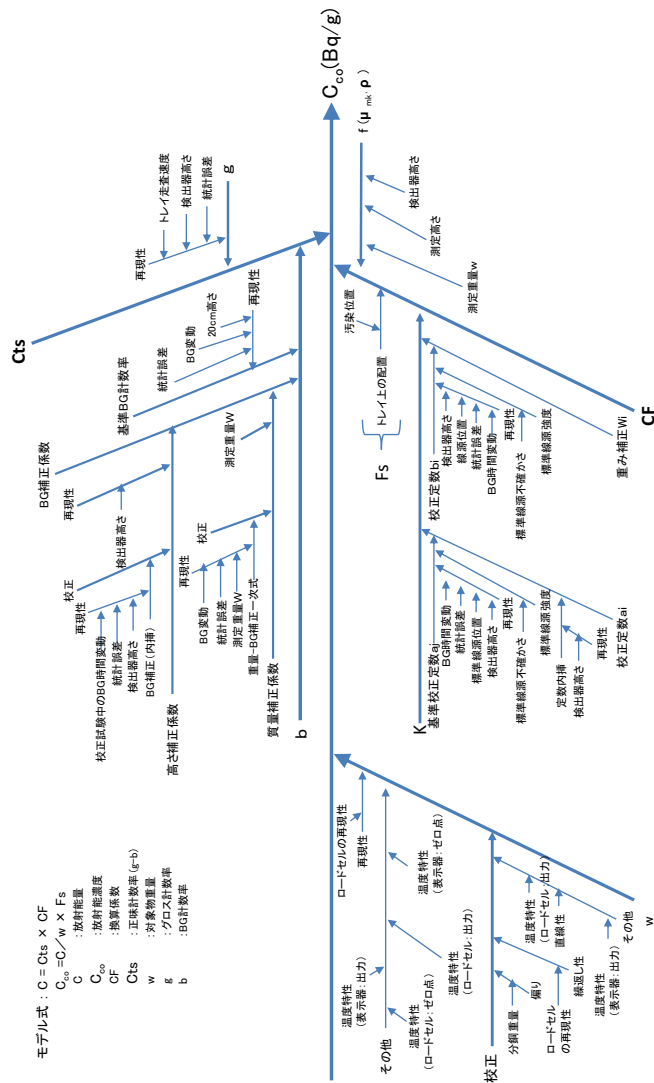 モデル式 : C = Cts × CF
Cco =C/w × Fs
C : 放射能量
Cco : 放射能濃度
CF : 換算係数
Cts : 正味計数率(g-b)
w : 対象物重量
g : グロス計数率
b : BG計数率
Cts
再現性
トレイ走査速度
検出器高さ
統計誤差
g
Cco(Bq/g)
基準BG計数率
統計誤差
BG変動
20cm高さ
再現性
BG補正係数
再現性
検出器高さ
校正
再現性
校正試験中のBG時間変動
統計誤差
検出器高さ
BG補正(内挿)
高さ補正係数
測定重量W
校正
再現性
BG変動
統計誤差
測定重量W
重量-BG補正一次式
質量補正係数
b
f(μmk・ρ)
検出器高さ
測定高さ
測定重量w
汚染位置
トレイ上の配置
Fs
CF
校正定数bi
検出器高さ
線源位置
統計誤差
BG時間変動
再現性
標準線源不確かさ
標準線源強度
重み補正Wi
K
基準校正定数aj
BG時間変動
統計誤差
標準線源位置
検出器高さ
再現性
標準線源不確かさ
標準線源強度
定数内挿
検出器高さ
再現性
校正定数ai
ロードセルの再現性
再現性
温度特性
(表示器:ゼロ点)
温度特性
(ロードセル:出力)
温度特性
(表示器:出力)
温度特性
(ロードセル:ゼロ点)
その他
校正
分銅重量
偏り
ロードセル
の再現性
繰返し性
温度特性
(ロードセル:出力)
直線性
温度特性
(表示器:出力)
その他
w